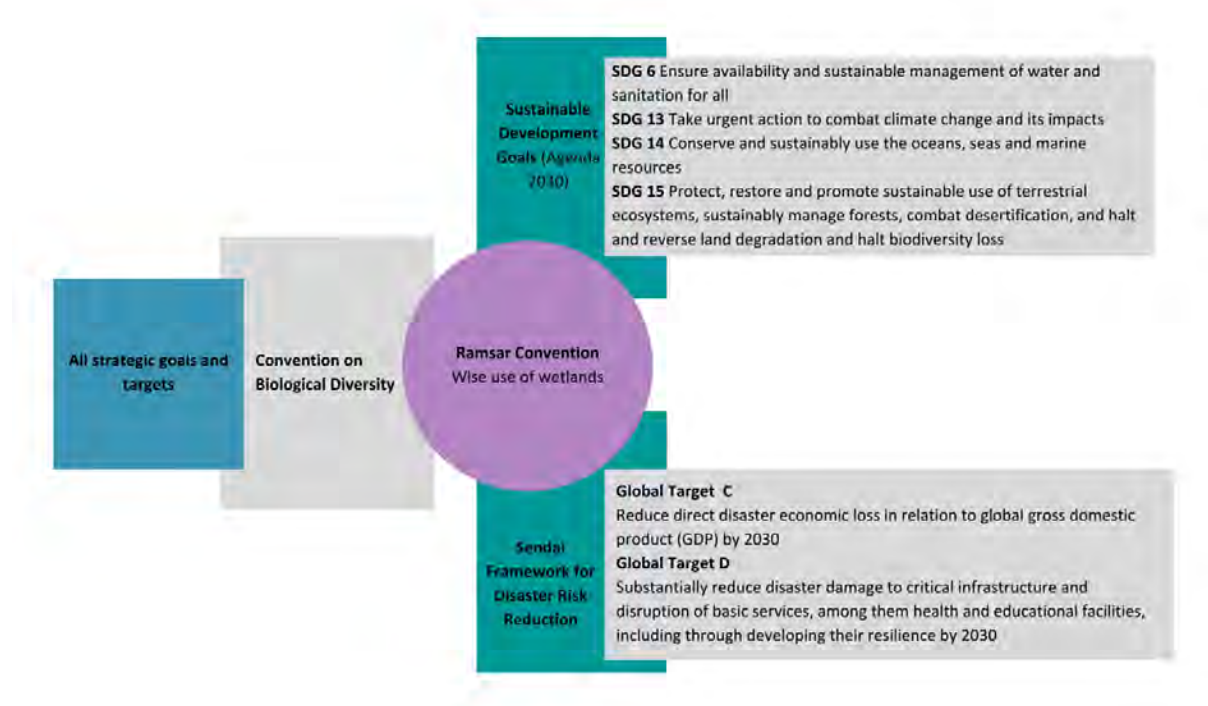 Sustainable
Development
Goals (Agenda
2030)
SDG 6 Ensure availability and sustainable management of water and
sanitation for all
SDG 13 Take urgent action to combat climate change and its impacts
SDG 14 Conserve and sustainably use the oceans, seas and marine
resources
SDG 15 Protect, restore and promote sustainable use of terrestrial
ecosystems, sustainably manage forests, combat desertification, and halt
and reverse land degradation and halt biodiversity loss
All strategic goals and
targets
Convention on
Biological Diversity
Ramsar Convention
Wise use of wetlands
Sendai
Framework for
Disaster Risk
Reduction
Global Target C
Reduce direct disaster economic loss in relation to global gross domestic
product (GDP) by 2030
Global Target D
Substantially reduce disaster damage to critical infrastructure and
disruption of basic services, among them health and educational facilities,
including through developing their resilience by 2030